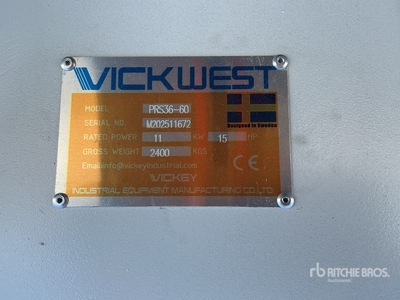 VICKWEST
MODEL PRS36-60
SERIAL NO. M202511672
Designed in Sweden
RATED POWER 11 KW 15 HP
GROSS WEIGHT 2400 KGS
Email:info@vickeyindustrial.com
CE
VICKEY
INDUSTRIAL EQUIPMENT MANUFACTURING CO.,LTD
rb RITCHIE BROS.